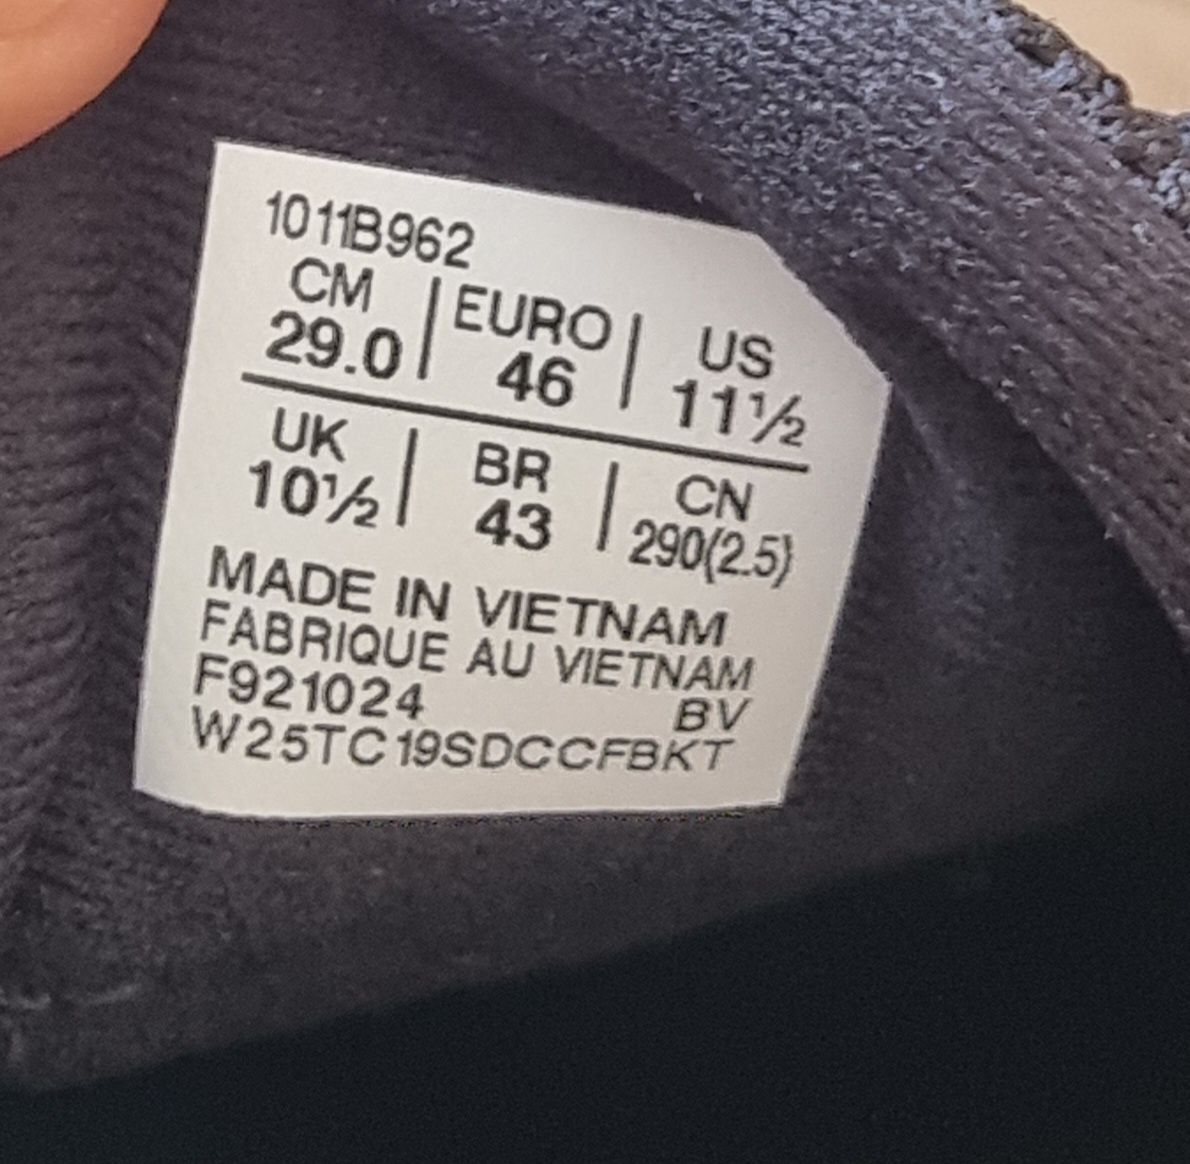 1011B962
CM | EURO | US
29.0 | 46 | 11½
UK | BR | CN
10½ | 43 | 290(2.5)
MADE IN VIETNAM
FABRIQUE AU VIETNAM
F921024 BV
W25TC19SDCCFBKT